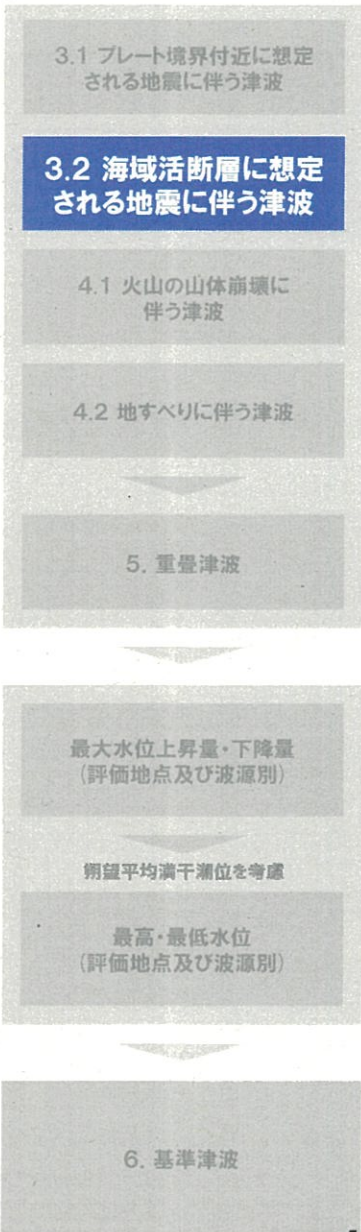 3.1 プレート境界付近に想定
される地震に伴う津波
3.2 海域活断層に想定
される地震に伴う津波
4.1 火山の山体崩壊に
伴う津波
4.2 地すべりに伴う津波
5. 重畳津波
最大水位上昇量・下降量
(評価地点及び波源別)
朔望平均満干潮位を考慮
最高・最低水位
(評価地点及び波源別)
6. 基準津波